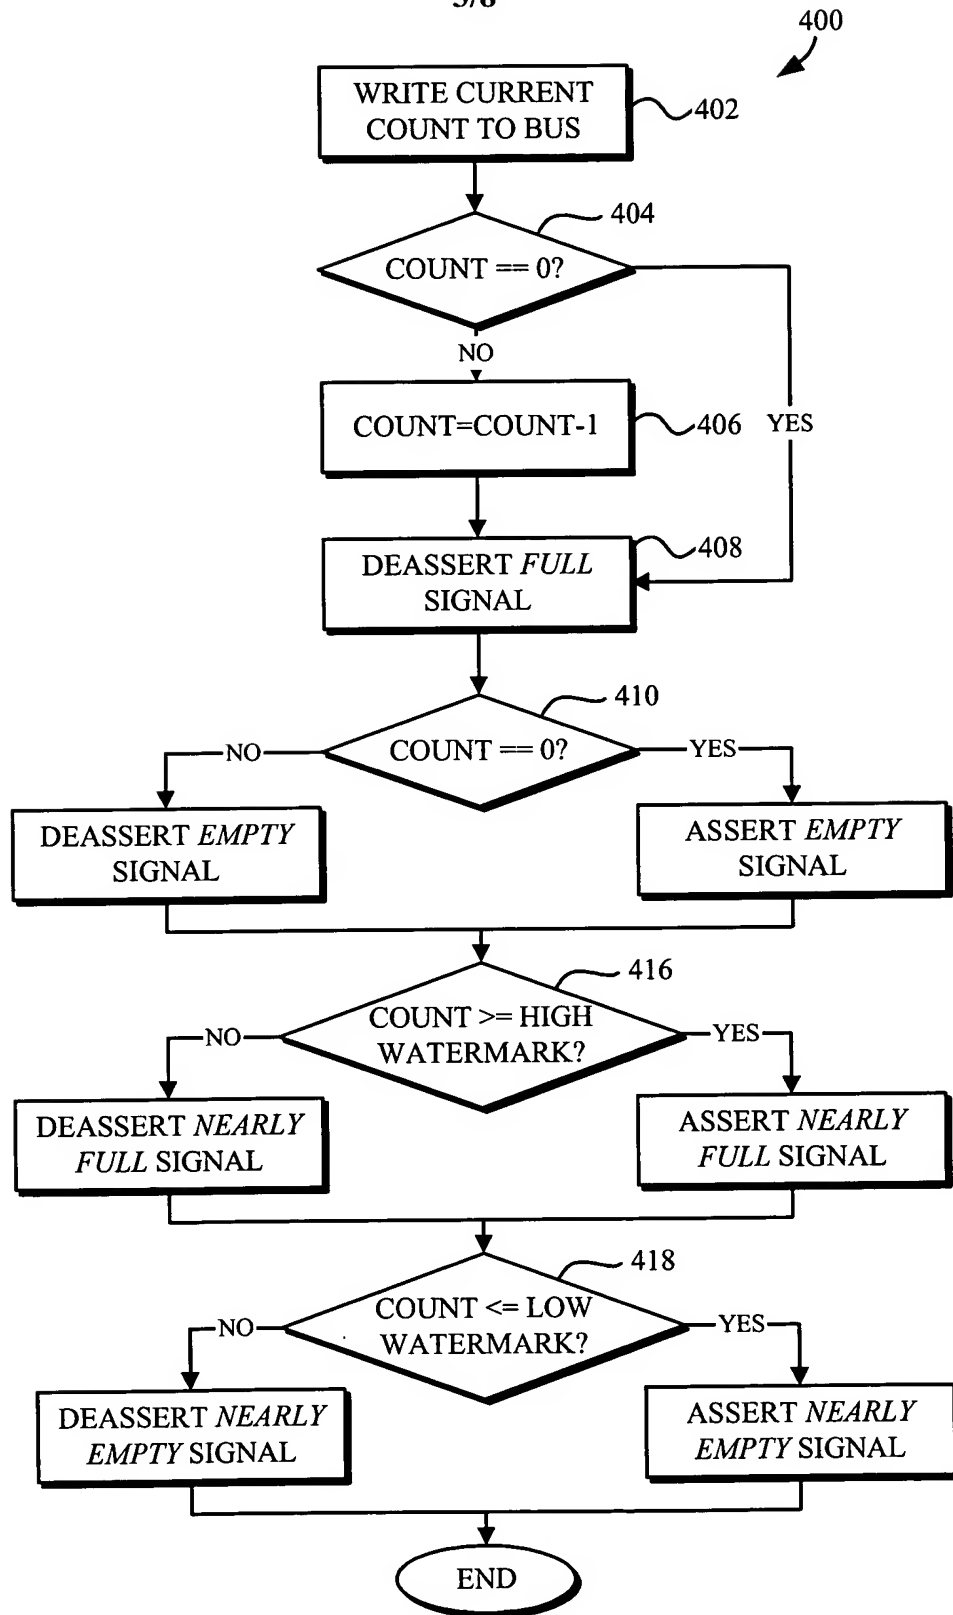 400
WRITE CURRENT
COUNT TO BUS
402
404
COUNT == 0?
NO
YES
COUNT=COUNT-1
406
408
DEASSERT FULL
SIGNAL
410
COUNT == 0?
NO
YES
DEASSERT EMPTY
SIGNAL
ASSERT EMPTY
SIGNAL
416
COUNT >= HIGH
WATERMARK?
NO
YES
DEASSERT NEARLY
FULL SIGNAL
ASSERT NEARLY
FULL SIGNAL
418
COUNT <= LOW
WATERMARK?
NO
YES
DEASSERT NEARLY
EMPTY SIGNAL
ASSERT NEARLY
EMPTY SIGNAL
END